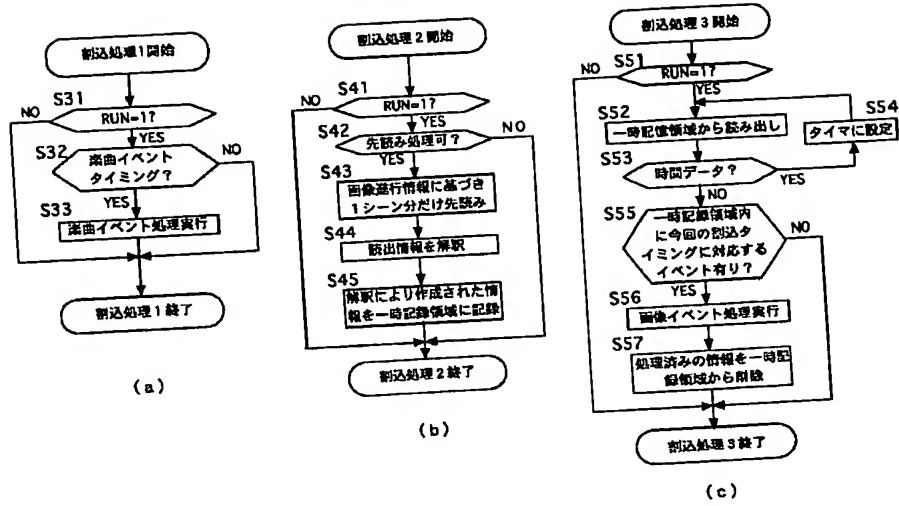 割込処理1開始
S31
RUN=1?
NO
YES
S32
楽曲イベント
タイミング?
NO
YES
S33
楽曲イベント処理実行
割込処理1終了
(a)
割込処理2開始
S41
NO
RUN=1?
YES
S42
先読み処理可?
NO
YES
S43
画像進行情報に基づき
1シーン分だけ先読み
S44
読出情報を解釈
S45
解釈により作成された情
報を一時記録領域に記録
割込処理2終了
(b)
割込処理3開始
S51
NO
RUN=1?
YES
S52
一時記憶領域から読み出し
S54
タイマに設定
S53
時間データ?
YES
NO
S55
一時記録領域内
に今回の割込タ
イミングに対応する
イベント有り?
NO
YES
S56
画像イベント処理実行
S57
処理済みの情報を一時記
録領域から削除
割込処理3終了
(c)